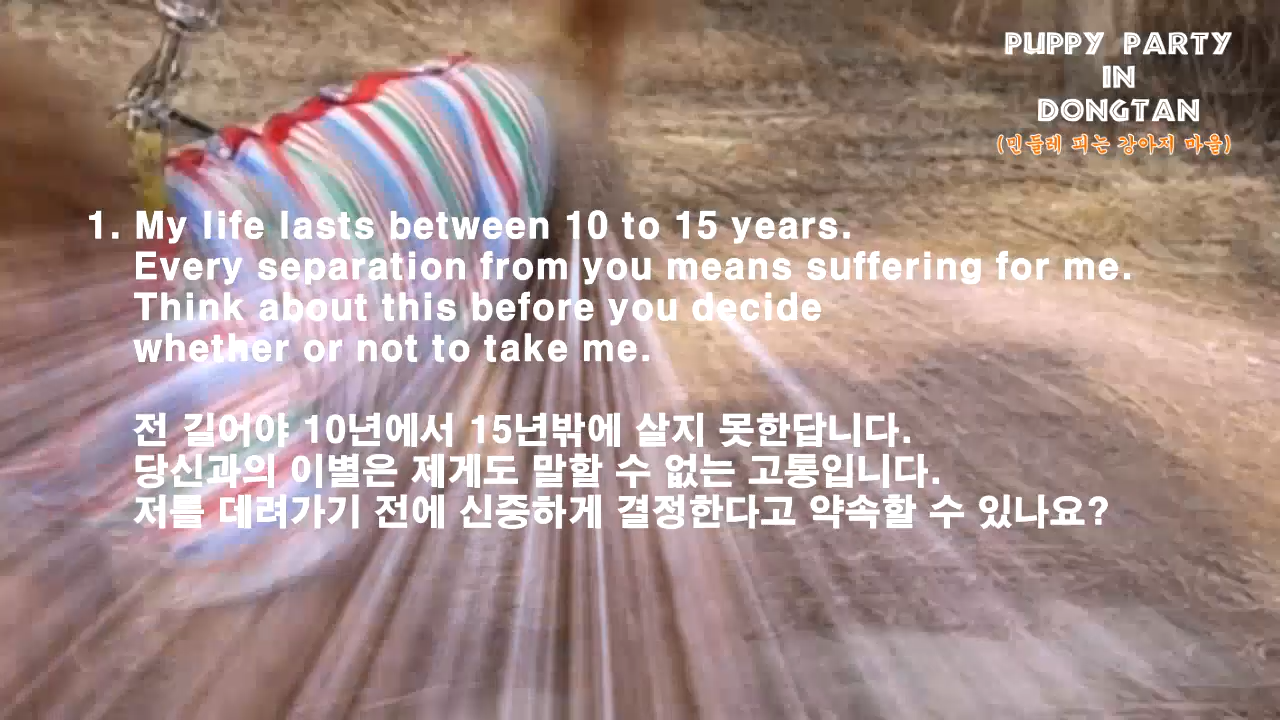 PUPPY PARTY
IN
DONGTAN
(민들레 피는 강아지 마을)
1. My life lasts between 10 to 15 years.
Every separation from you means suffering for me.
Think about this before you decide
whether or not to take me.
전 길어야 10년에서 15년밖에 살지 못한답니다.
당신과의 이별은 제게도 말할 수 없는 고통입니다.
저를 데려가기 전에 신중하게 결정한다고 약속할 수 있나요?